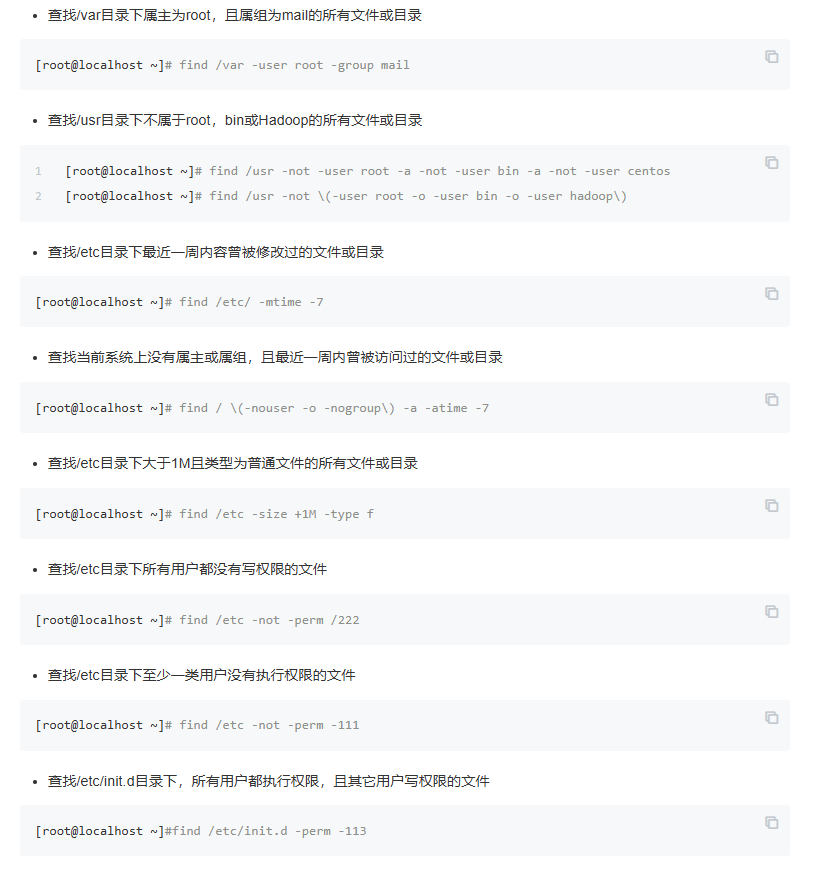 查找/var目录下属主为root，且属组为mail的所有文件或目录
[root@localhost ~]# find /var -user root -group mail
查找/usr目录下不属于root，bin或Hadoop的所有文件或目录
1 [root@localhost ~]# find /usr -not -user root -a -not -user bin -a -not -user centos
2 [root@localhost ~]# find /usr -not \(-user root -o -user bin -o -user hadoop\)
查找/etc目录下最近一周内容曾被修改过的文件或目录
[root@localhost ~]# find /etc/ -mtime -7
查找当前系统上没有属主或属组，且最近一周内曾被访问过的文件或目录
[root@localhost ~]# find / \(-nouser -o -nogroup\) -a -atime -7
查找/etc目录下大于1M且类型为普通文件的所有文件或目录
[root@localhost ~]# find /etc -size +1M -type f
查找/etc目录下所有用户都没有写权限的文件
[root@localhost ~]# find /etc -not -perm /222
查找/etc目录下至少一类用户没有执行权限的文件
[root@localhost ~]# find /etc -not -perm -111
查找/etc/init.d目录下，所有用户都执行权限，且其它用户写权限的文件
[root@localhost ~]#find /etc/init.d -perm -113